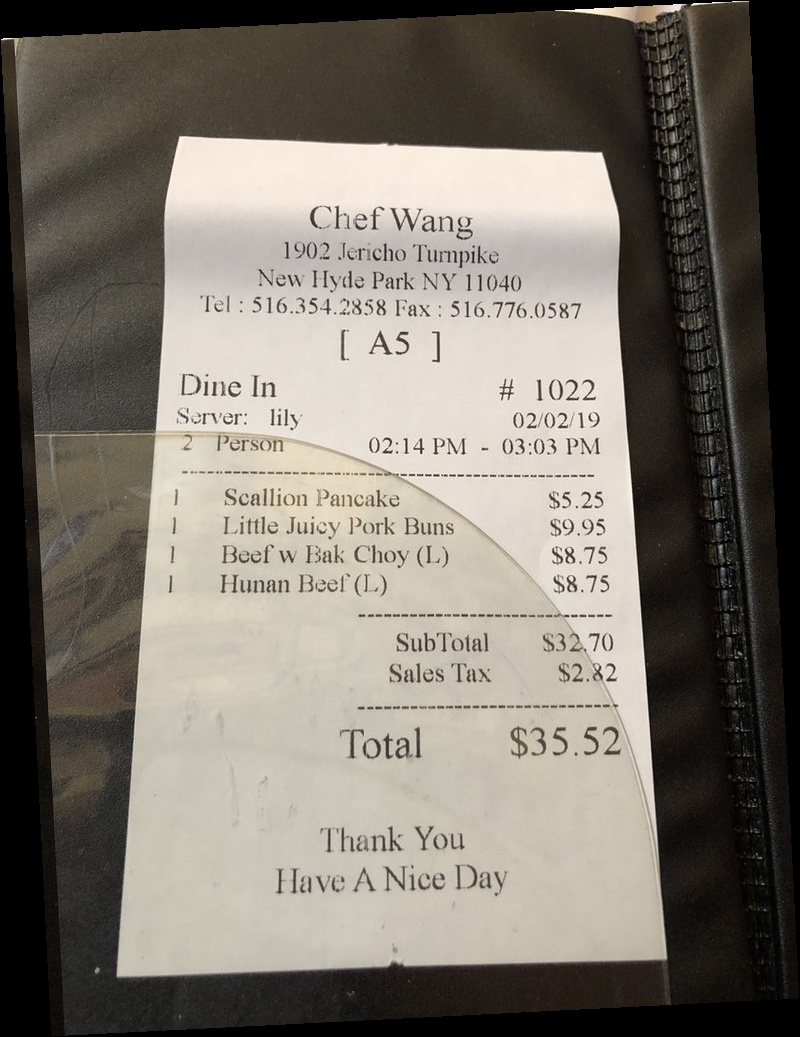 Chef Wang
1902 Jericho Turnpike
New Hyde Park NY 11040
Tel : 516.354.2858 Fax : 516.776.0587
[ A5 ]
Dine In # 1022
Server: lily 02/02/19
2 Person 02:14 PM - 03:03 PM
1 Scallion Pancake $5.25
1 Little Juicy Pork Buns $9.95
1 Beef w Bak Choy (L) $8.75
1 Hunan Beef (L) $8.75
SubTotal $32.70
Sales Tax $2.82
Total $35.52
Thank You
Have A Nice Day